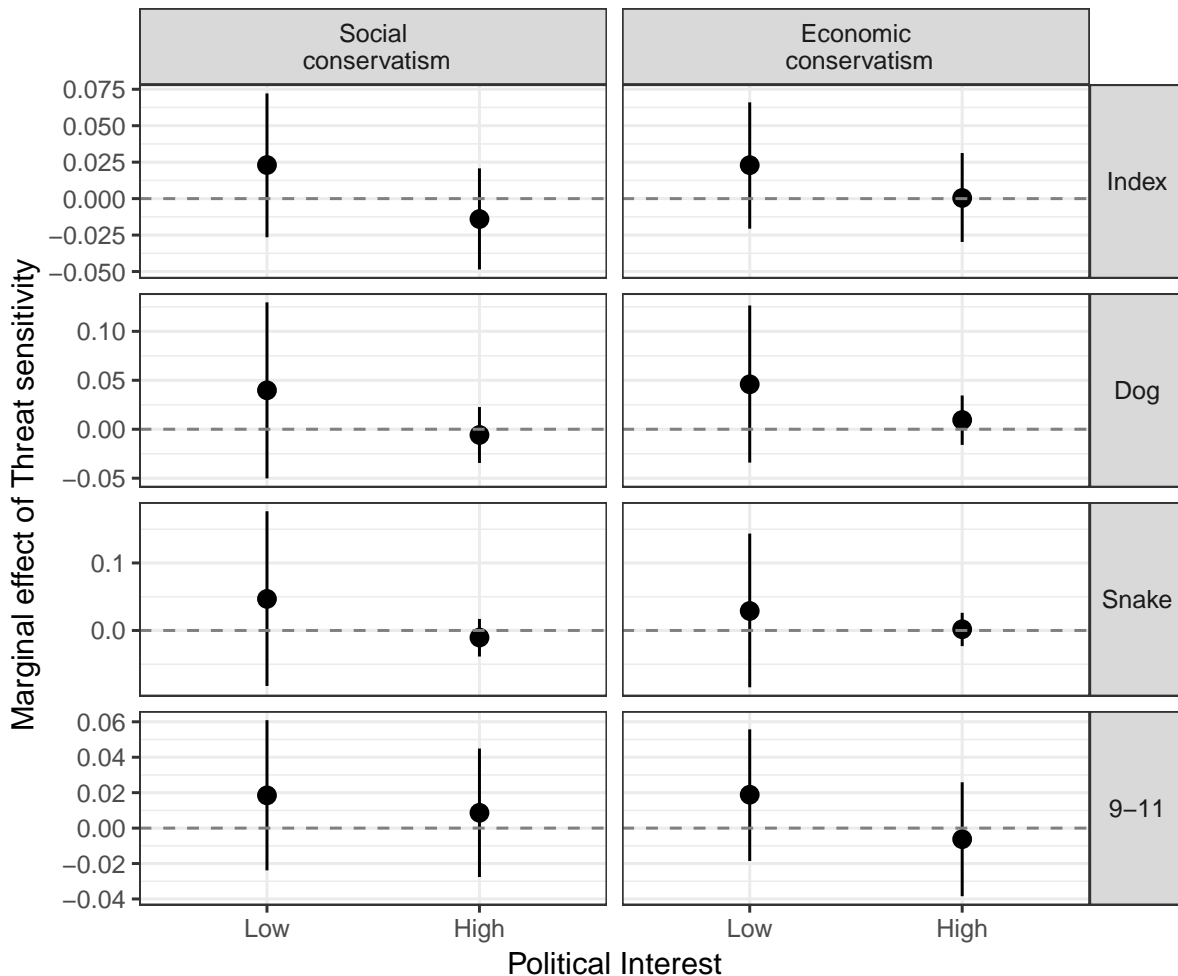 Social
conservatism
Economic
conservatism
Marginal effect of Threat sensitivity
0.075
0.050
0.025
0.000
−0.025
−0.050
Index
0.10
0.05
0.00
−0.05
Dog
0.1
0.0
Snake
0.06
0.04
0.02
0.00
−0.02
−0.04
9−11
Low
High
Low
High
Political Interest